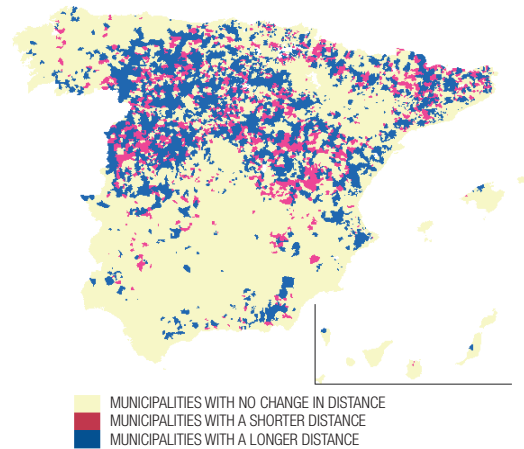 MUNICIPALITIES WITH NO CHANGE IN DISTANCE
MUNICIPALITIES WITH A SHORTER DISTANCE
MUNICIPALITIES WITH A LONGER DISTANCE